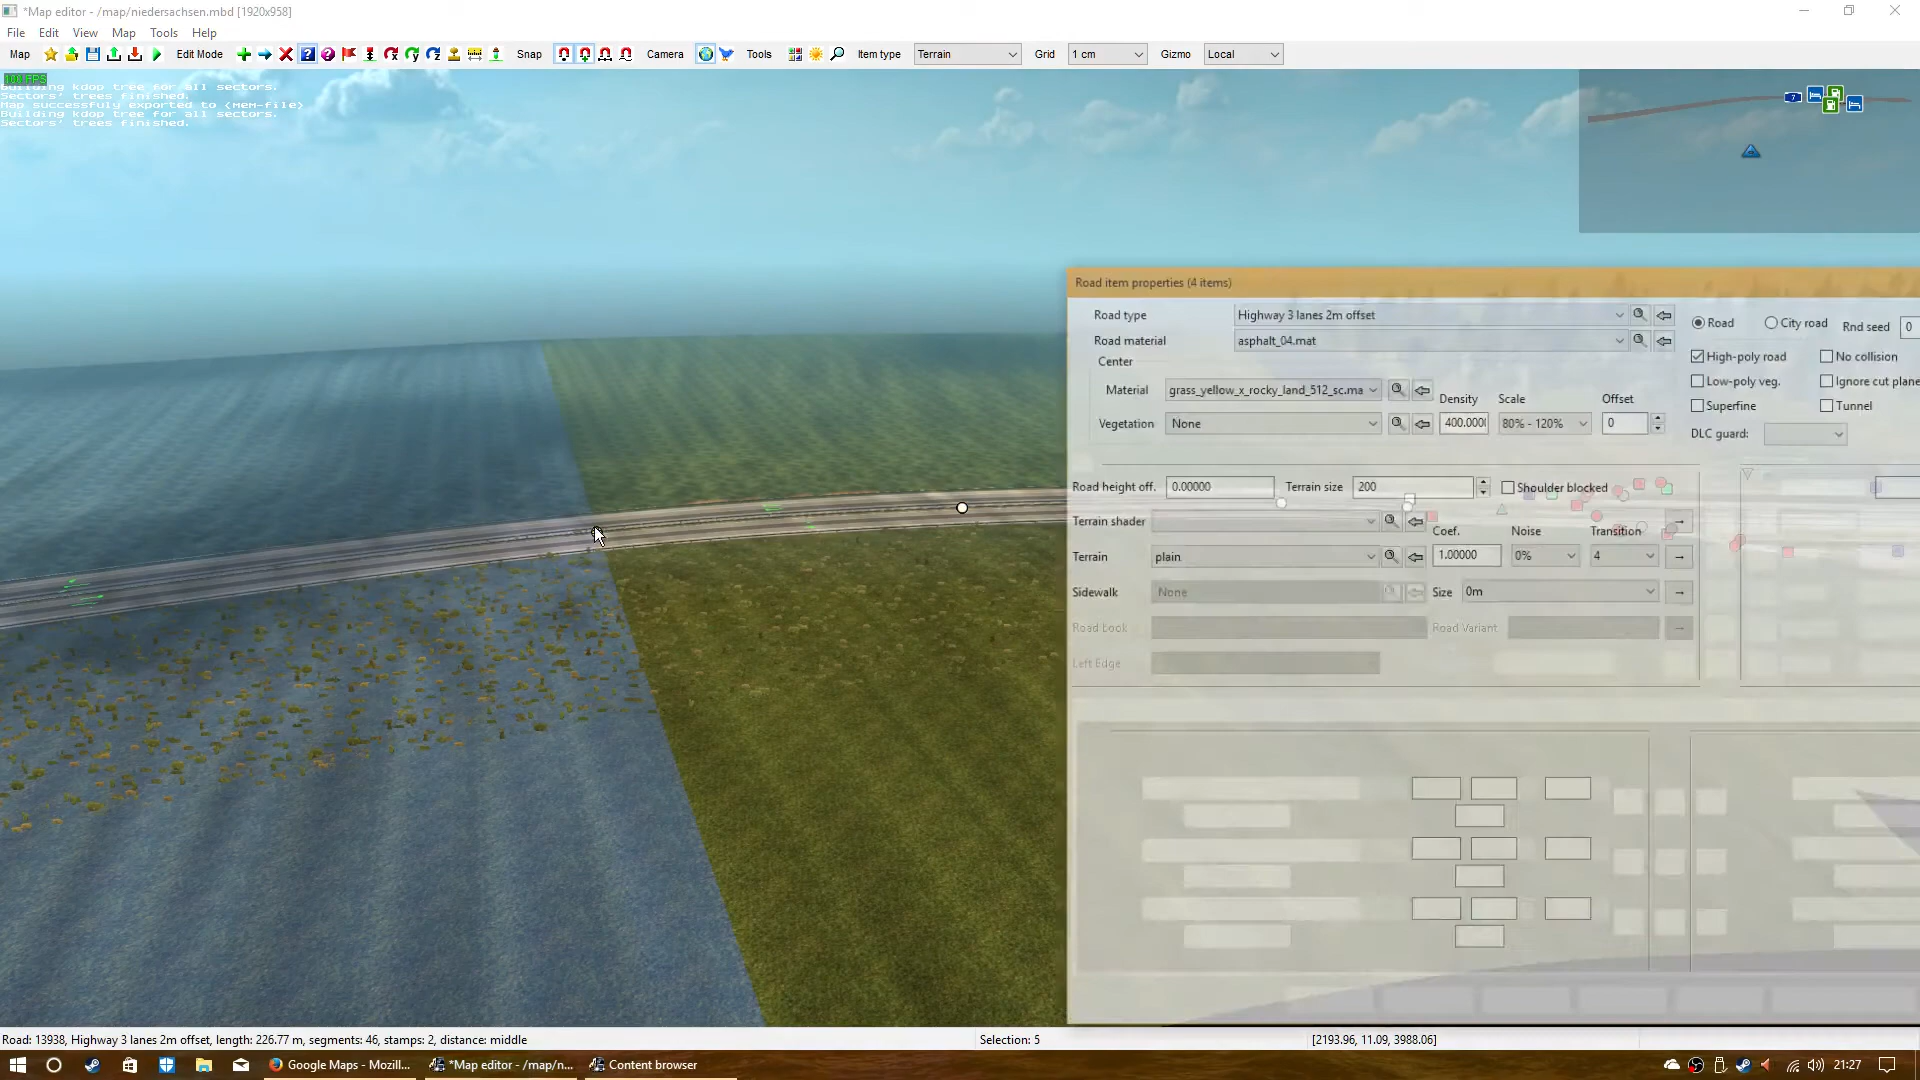 *Map editor - /map/niedersachsen.mbd [1920x958]
File Edit View Map Tools Help
Map Edit Mode Snap Camera Tools Item type Terrain Grid 1 cm Gizmo Local
100 FPS
Building kdop tree for all sectors.
Sectors' trees finished.
Map successfuly exported to (mem-file)
Building kdop tree for all sectors.
Sectors' trees finished.
7
Road item properties (4 items)
Road type Highway 3 lanes 2m offset
Road City road Rnd seed 0
Road material asphalt_04.mat
Center
High-poly road No collision
Material grass_yellow_x_rocky_land_512_sc.ma
Density Scale Offset
Low-poly veg. Ignore cut plane
Superfine Tunnel
Vegetation None 400.000 80% - 120% 0
DLC guard:
Road height off. 0.00000 Terrain size 200 Shoulder blocked
Terrain shader
Coef. Noise Transition
Terrain plain 1.00000 0% 4
Sidewalk None Size 0m
Road Look Road Variant
Left Edge
Road: 13938, Highway 3 lanes 2m offset, length: 226.77 m, segments: 46, stamps: 2, distance: middle
Selection: 5
[2193.96, 11.09, 3988.06]
Google Maps - Mozill...
*Map editor - /map/n...
Content browser
21:27